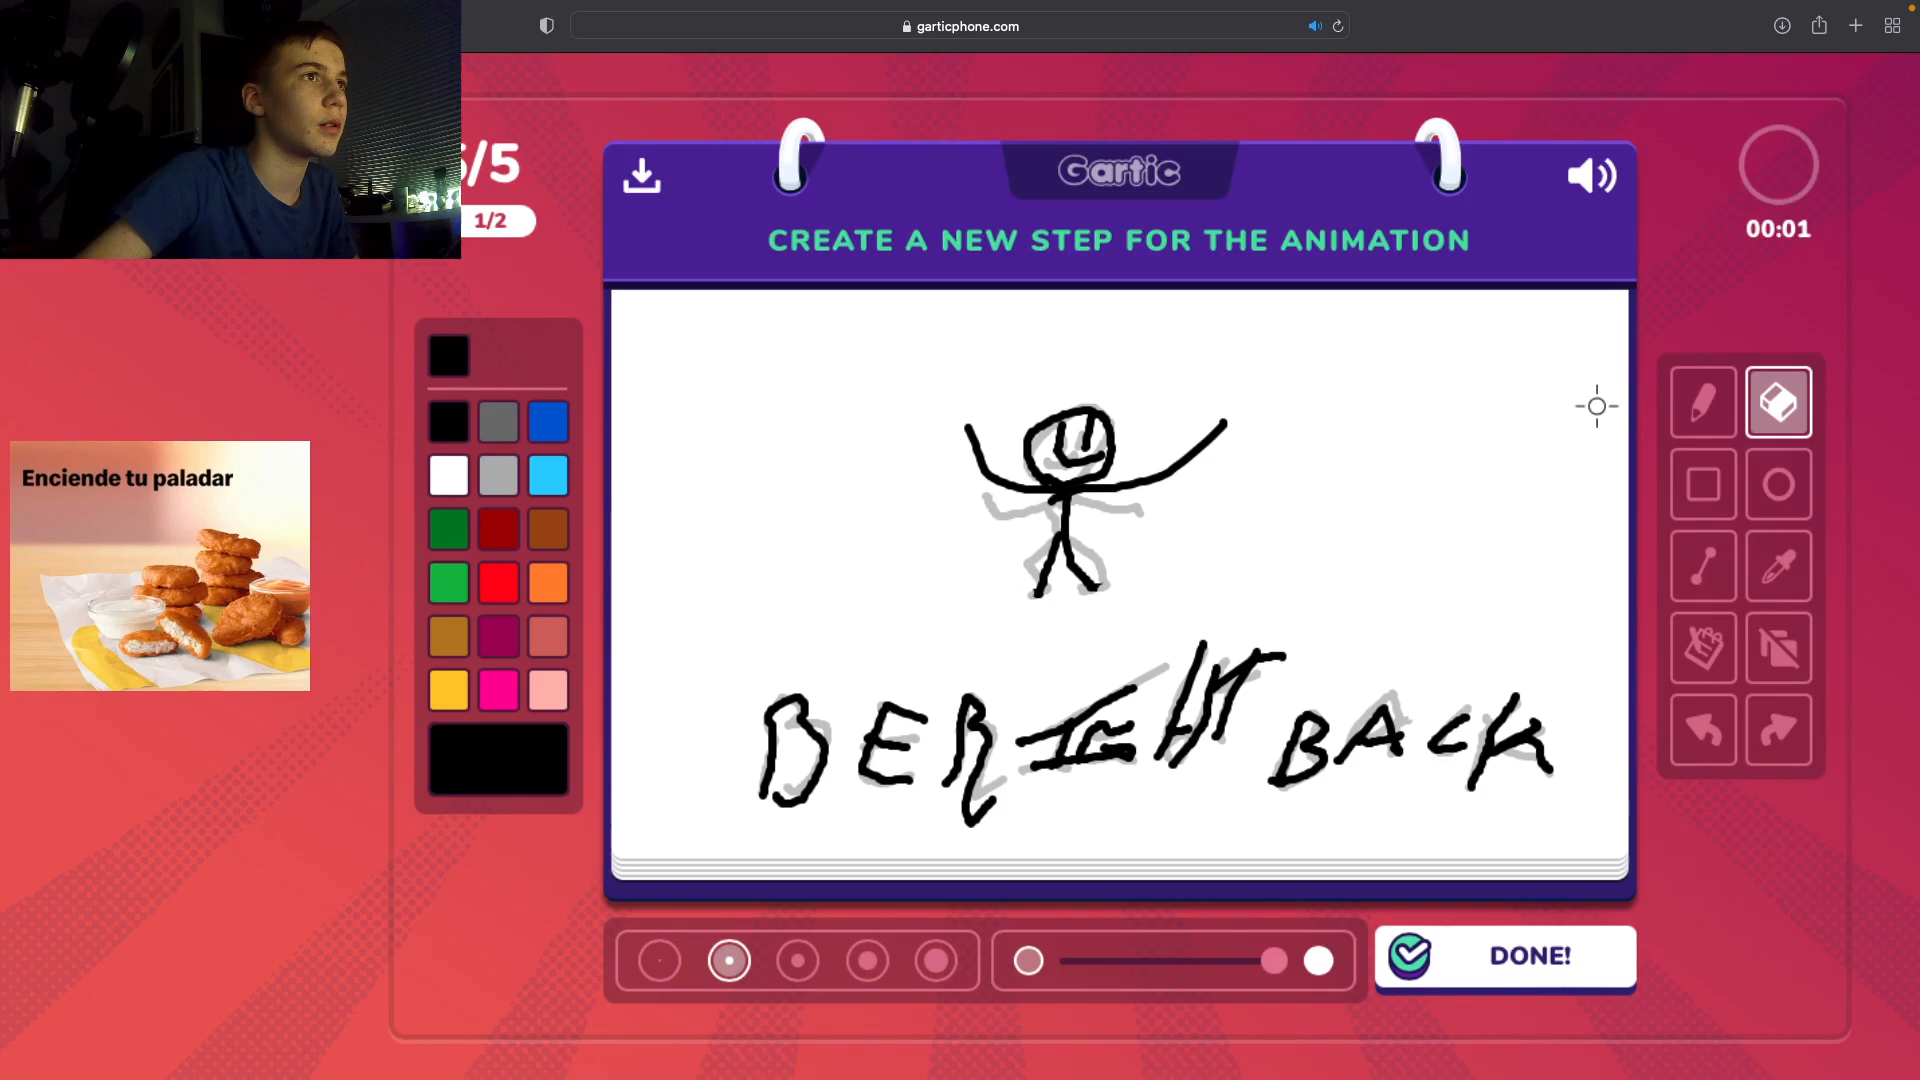 garticphone.com
/5
1/2
Gartic
00:01
CREATE A NEW STEP FOR THE ANIMATION
Enciende tu paladar
BE RIGHT BACK
DONE!